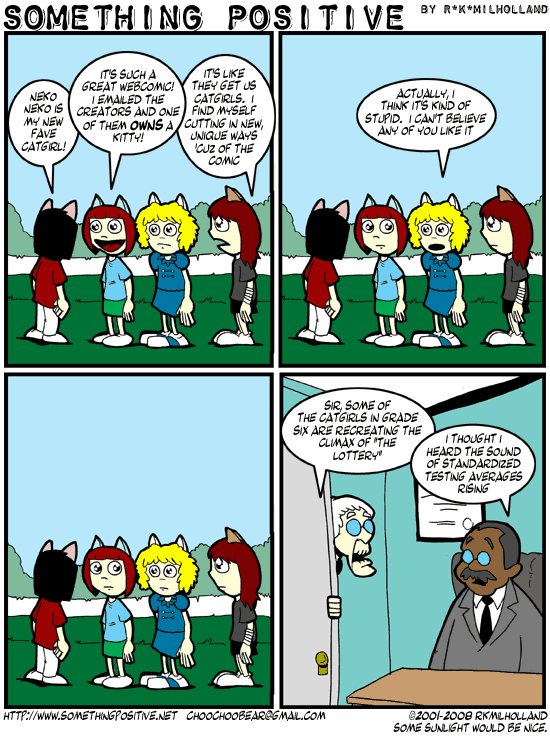 SOMETHING POSITIVE BY R*K*MILHOLLAND
NEKO
NEKO IS
MY NEW
FAVE
CATGIRL!
IT'S SUCH A
GREAT WEBCOMIC!
I EMAILED THE
CREATORS AND ONE
OF THEM OWNS A
KITTY!
IT'S LIKE
THEY GET US
CATGIRLS. I
FIND MYSELF
CUTTING IN NEW,
UNIQUE WAYS
'CUZ OF THE
COMIC
ACTUALLY, I
THINK IT'S KIND OF
STUPID. I CAN'T BELIEVE
ANY OF YOU LIKE IT
SIR, SOME OF
THE CATGIRLS IN GRADE
SIX ARE RECREATING THE
CLIMAX OF "THE
LOTTERY"
I THOUGHT I
HEARD THE SOUND
OF STANDARDIZED
TESTING AVERAGES
RISING
HTTP://WWW.SOMETHINGPOSITIVE.NET CHOOCHOOBEAR@GMAIL.COM
©2001-2008 RKMILHOLLAND
SOME SUNLIGHT WOULD BE NICE.